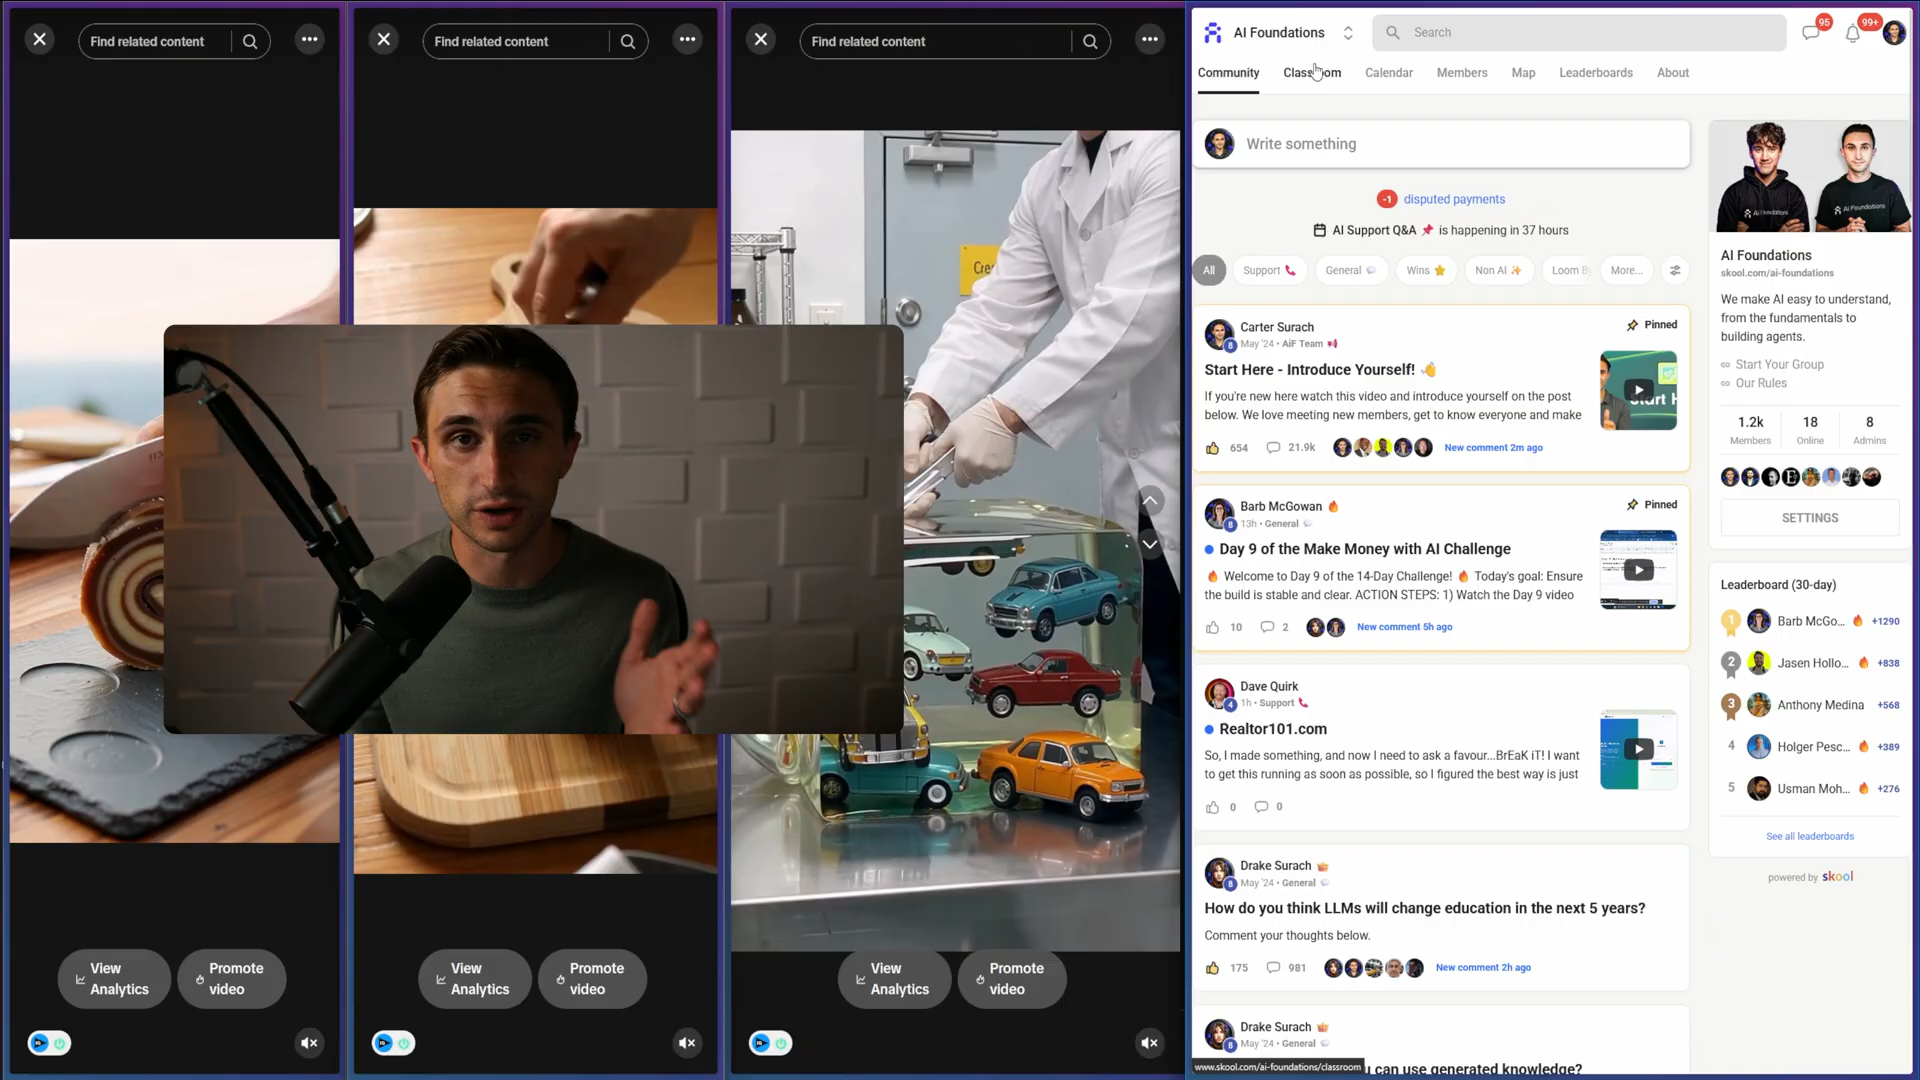 Find related content
Find related content
Find related content
View
Analytics
Promote
video
View
Analytics
Promote
video
View
Analytics
Promote
video
AI Foundations
Search
95
99+
Community
Classroom
Calendar
Members
Map
Leaderboards
About
Write something
-1 disputed payments
AI Support Q&A 📌 is happening in 37 hours
All
Support 📞
General 💬
Wins ⭐
Non AI ✨
Loom B
More...
Carter Surach
8
May '24 • AiF Team 📢
Pinned
Start Here - Introduce Yourself! 👋
If you're new here watch this video and introduce yourself on the post
below. We love meeting new members, get to know everyone and make
654
21.9k
New comment 2m ago
Barb McGowan 🔥
8
13h • General 💬
Pinned
Day 9 of the Make Money with AI Challenge
🔥 Welcome to Day 9 of the 14-Day Challenge! 🔥 Today's goal: Ensure
the build is stable and clear. ACTION STEPS: 1) Watch the Day 9 video
10
2
New comment 5h ago
Dave Quirk
4
1h • Support 📞
Realtor101.com
So, I made something, and now I need to ask a favour...BrEaK iT! I want
to get this running as soon as possible, so I figured the best way is just
0
0
Drake Surach
8
May '24 • General 💬
How do you think LLMs will change education in the next 5 years?
Comment your thoughts below.
175
981
New comment 2h ago
Drake Surach
8
May '24 • General 💬
u can use generated knowledge?
www.skool.com/ai-foundations/classroom
Ai Foundations
AI Foundations
skool.com/ai-foundations
We make AI easy to understand,
from the fundamentals to
building agents.
Start Your Group
Our Rules
1.2k
Members
18
Online
8
Admins
SETTINGS
Leaderboard (30-day)
1 Barb McGo... 🔥 +1290
2 Jasen Hollo... 🔥 +838
3 Anthony Medina +568
4 Holger Pesc... 🔥 +389
5 Usman Moh... 🔥 +276
See all leaderboards
powered by skool